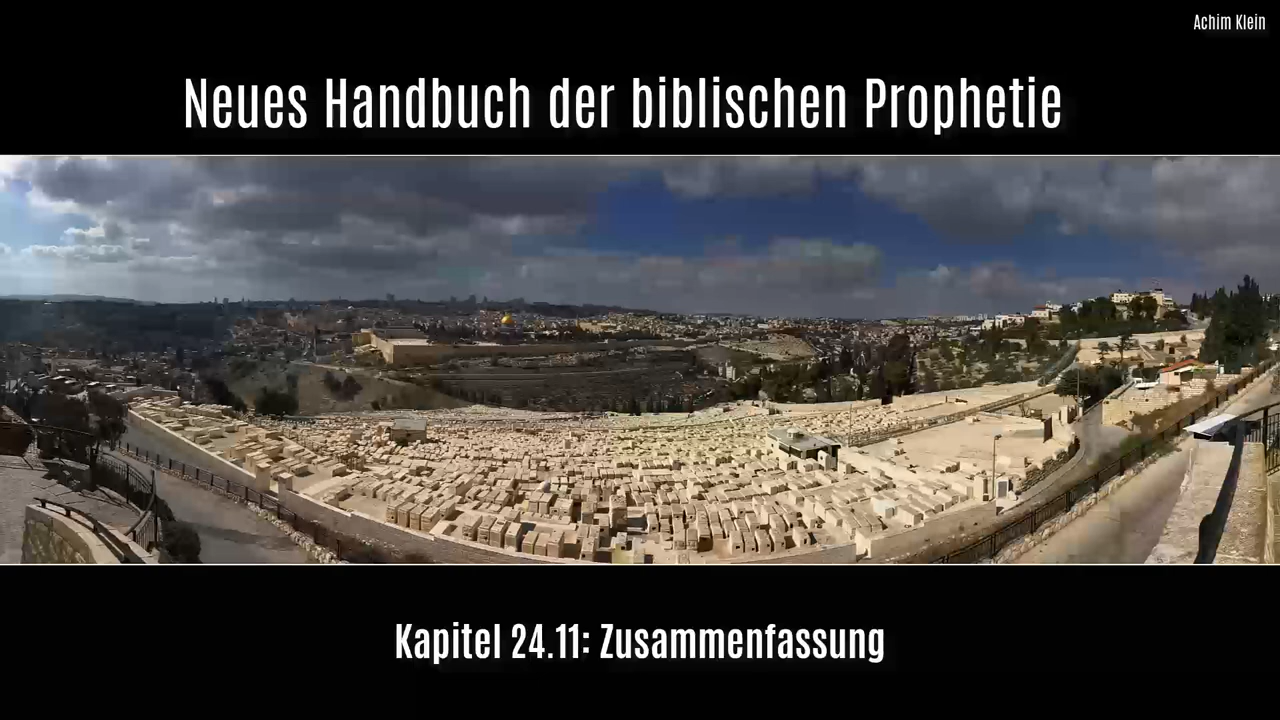 Achim Klein
Neues Handbuch der biblischen Prophetie
Kapitel 24.11: Zusammenfassung